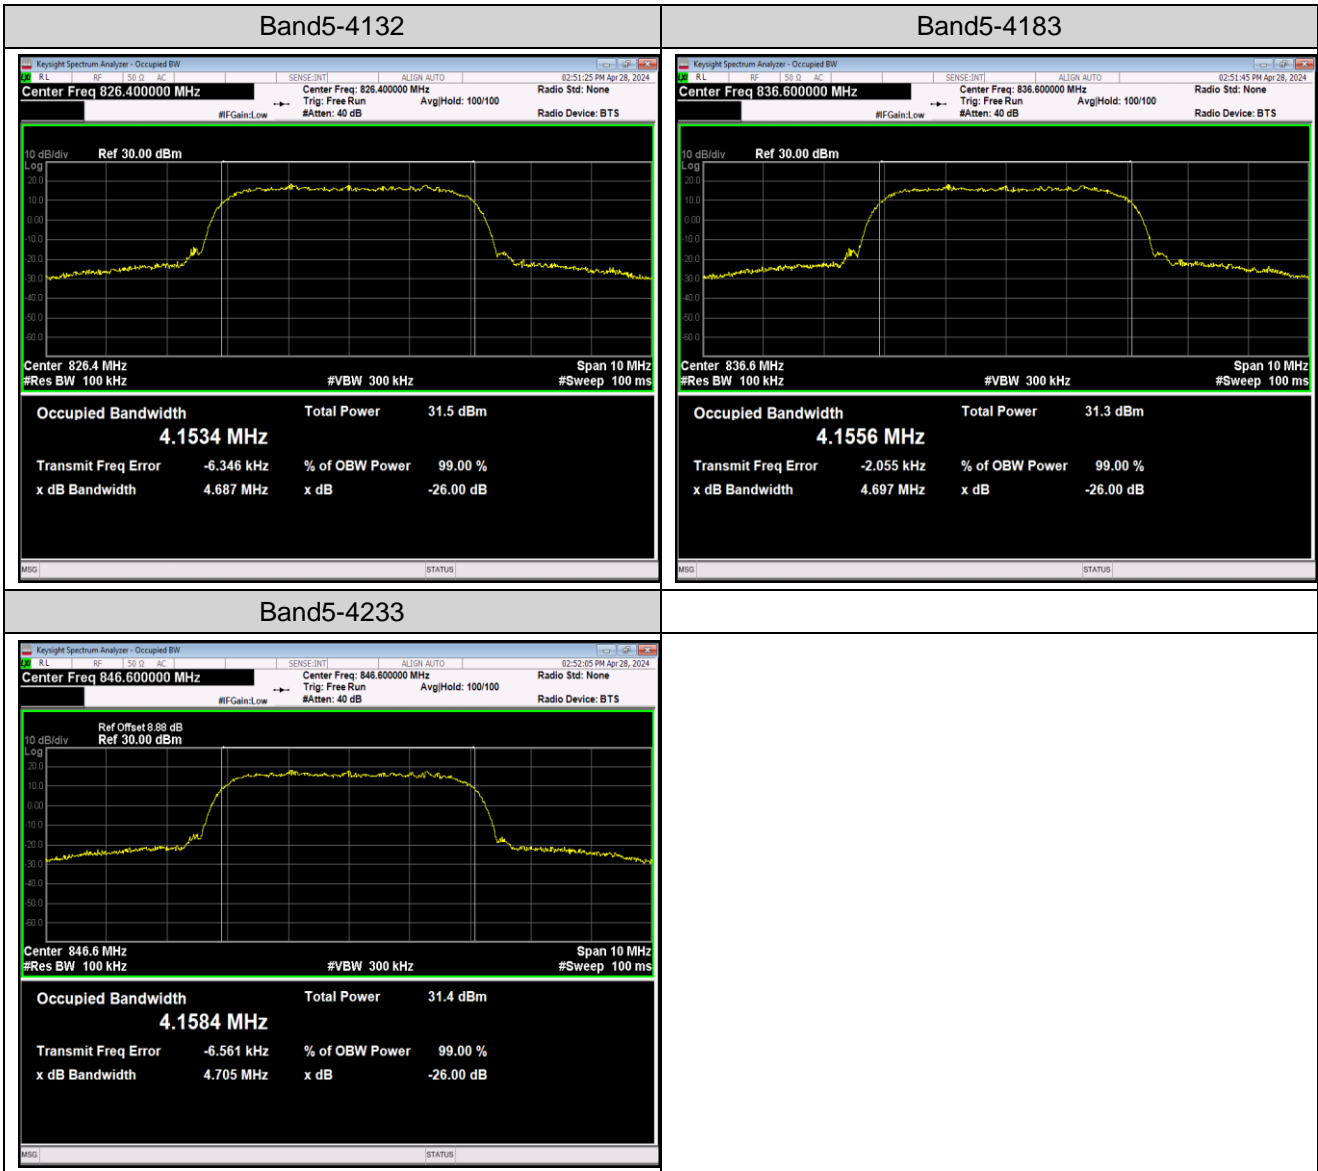 Band5-4132
Keysight Spectrum Analyzer - Occupied BW
RL RF 50 Ω AC SENSE:INT ALIGN AUTO 02:51:25 PM Apr 28, 2024
Center Freq 826.400000 MHz
Center Freq: 826.400000 MHz Radio Std: None
Trig: Free Run Avg|Hold: 100/100
#IFGain:Low #Atten: 40 dB Radio Device: BTS
10 dB/div Ref 30.00 dBm
Log
20.0
10.0
0.00
-10.0
-20.0
-30.0
-40.0
-50.0
-60.0
Center 826.4 MHz Span 10 MHz
#Res BW 100 kHz #VBW 300 kHz #Sweep 100 ms
Occupied Bandwidth Total Power 31.5 dBm
4.1534 MHz
Transmit Freq Error -6.346 kHz % of OBW Power 99.00 %
x dB Bandwidth 4.687 MHz x dB -26.00 dB
MSG STATUS
Band5-4183
Keysight Spectrum Analyzer - Occupied BW
RL RF 50 Ω AC SENSE:INT ALIGN AUTO 02:51:45 PM Apr 28, 2024
Center Freq 836.600000 MHz
Center Freq: 836.600000 MHz Radio Std: None
Trig: Free Run Avg|Hold: 100/100
#IFGain:Low #Atten: 40 dB Radio Device: BTS
10 dB/div Ref 30.00 dBm
Log
20.0
10.0
0.00
-10.0
-20.0
-30.0
-40.0
-50.0
-60.0
Center 836.6 MHz Span 10 MHz
#Res BW 100 kHz #VBW 300 kHz #Sweep 100 ms
Occupied Bandwidth Total Power 31.3 dBm
4.1556 MHz
Transmit Freq Error -2.055 kHz % of OBW Power 99.00 %
x dB Bandwidth 4.697 MHz x dB -26.00 dB
MSG STATUS
Band5-4233
Keysight Spectrum Analyzer - Occupied BW
RL RF 50 Ω AC SENSE:INT ALIGN AUTO 02:52:05 PM Apr 28, 2024
Center Freq 846.600000 MHz
Center Freq: 846.600000 MHz Radio Std: None
Trig: Free Run Avg|Hold: 100/100
#IFGain:Low #Atten: 40 dB Radio Device: BTS
Ref Offset 8.88 dB
10 dB/div Ref 30.00 dBm
Log
20.0
10.0
0.00
-10.0
-20.0
-30.0
-40.0
-50.0
-60.0
Center 846.6 MHz Span 10 MHz
#Res BW 100 kHz #VBW 300 kHz #Sweep 100 ms
Occupied Bandwidth Total Power 31.4 dBm
4.1584 MHz
Transmit Freq Error -6.561 kHz % of OBW Power 99.00 %
x dB Bandwidth 4.705 MHz x dB -26.00 dB
MSG STATUS